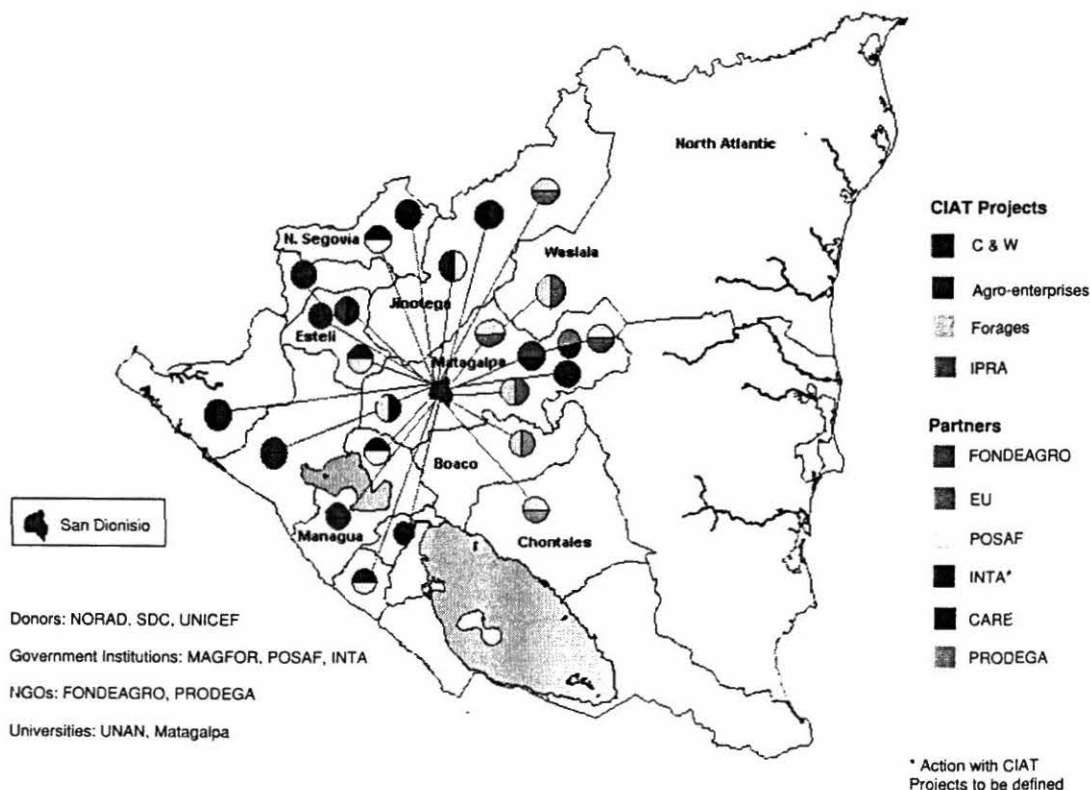 North Atlantic
N. Segovia
Waslala
Jinotega
Esteli
Matagalpa
Boaco
Managua
Chontales
San Dionisio
Donors: NORAD, SDC, UNICEF
Government Institutions: MAGFOR, POSAF, INTA
NGOs: FONDEAGRO, PRODEGA
Universities: UNAN, Matagalpa
CIAT Projects
C & W
Agro-enterprises
Forages
IPRA
Partners
FONDEAGRO
EU
POSAF
INTA*
CARE
PRODEGA
* Action with CIAT
Projects to be defined